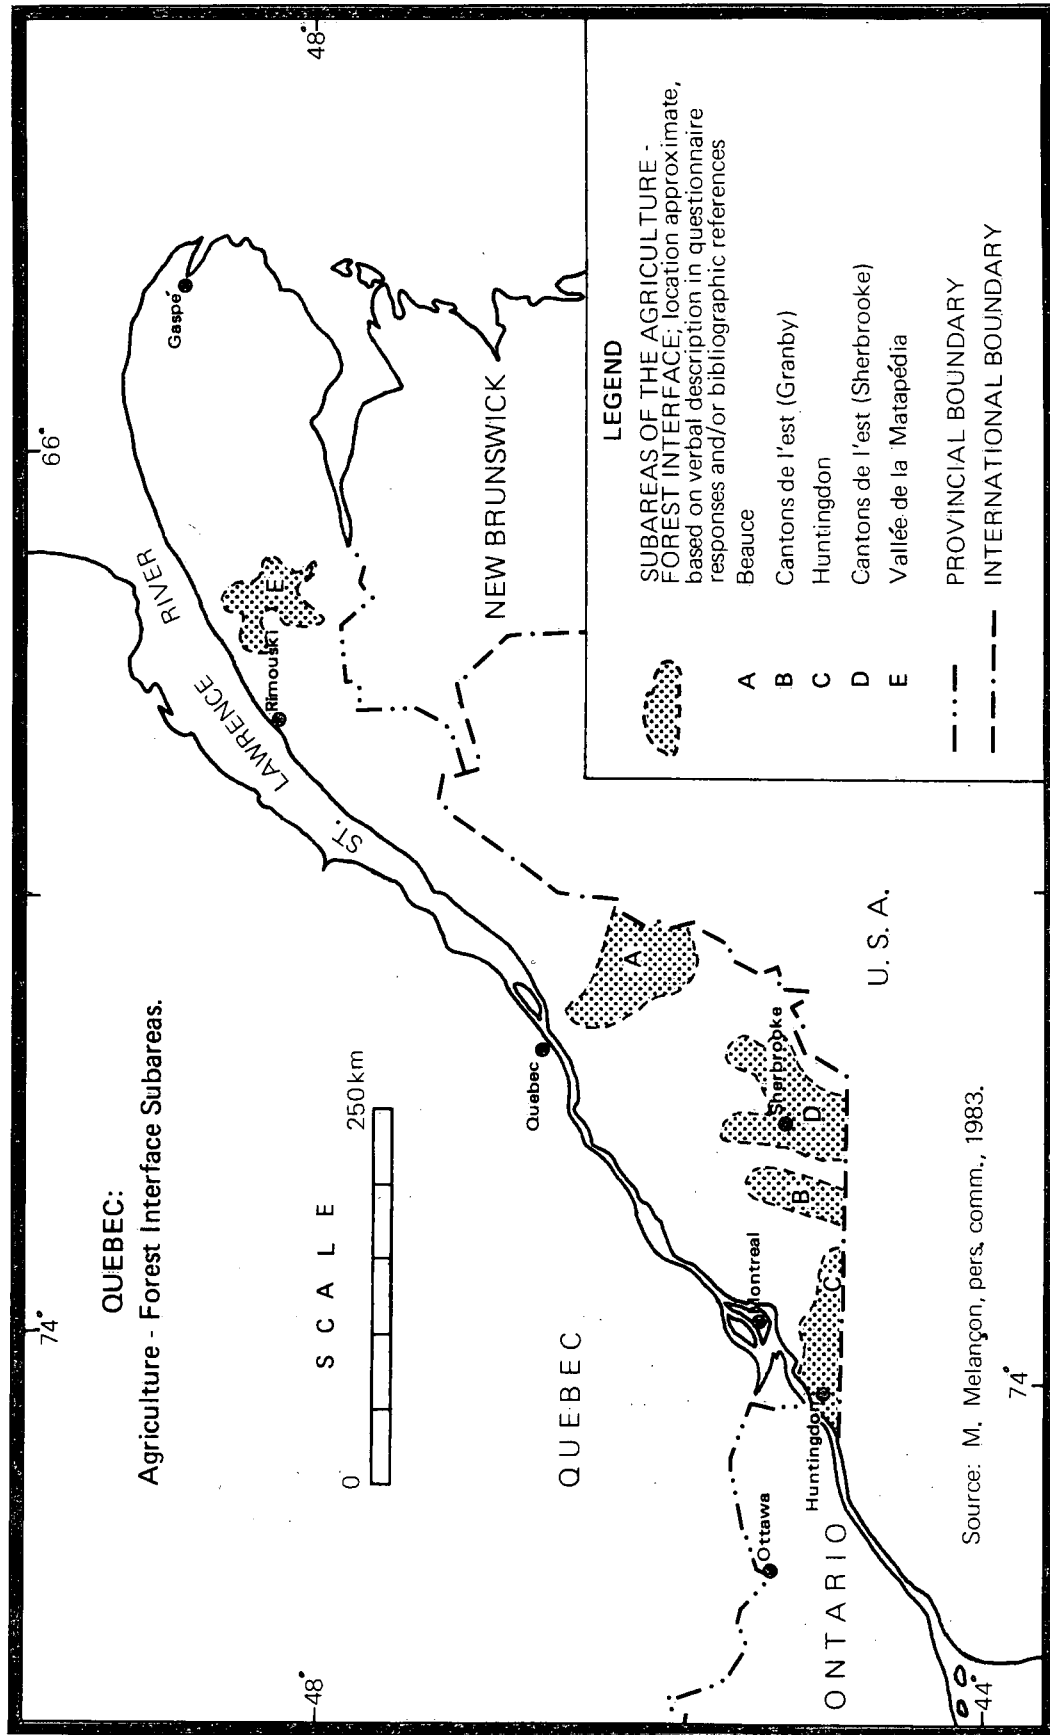 QUEBEC:
Agriculture - Forest Interface Subareas.
74°
66°
48°
48°
SCALE
0
250km
ST. LAWRENCE RIVER
Gaspé
Rimouski
E
NEW BRUNSWICK
Quebec
A
QUEBEC
Montreal
Sherbrooke
D
B
C
Huntingdon
Ottawa
ONTARIO
U. S. A.
44°
74°
Source: M. Melançon, pers. comm., 1983.
LEGEND
SUBAREAS OF THE AGRICULTURE -
FOREST INTERFACE; location approximate,
based on verbal description in questionnaire
responses and/or bibliographic references
A Beauce
B Cantons de l'est (Granby)
C Huntingdon
D Cantons de l'est (Sherbrooke)
E Vallée de la Matapédia
PROVINCIAL BOUNDARY
INTERNATIONAL BOUNDARY